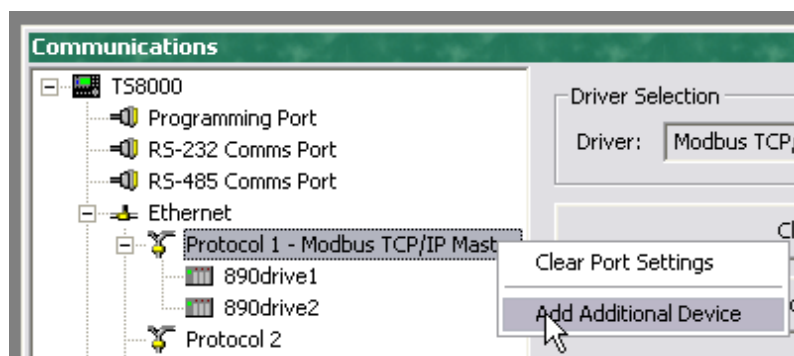 Communications
TS8000
Programming Port
RS-232 Comms Port
RS-485 Comms Port
Ethernet
Protocol 1 - Modbus TCP/IP Mast
890drive1
890drive2
Protocol 2
Driver Selection
Driver: Modbus TCP/
Clear Port Settings
Add Additional Device